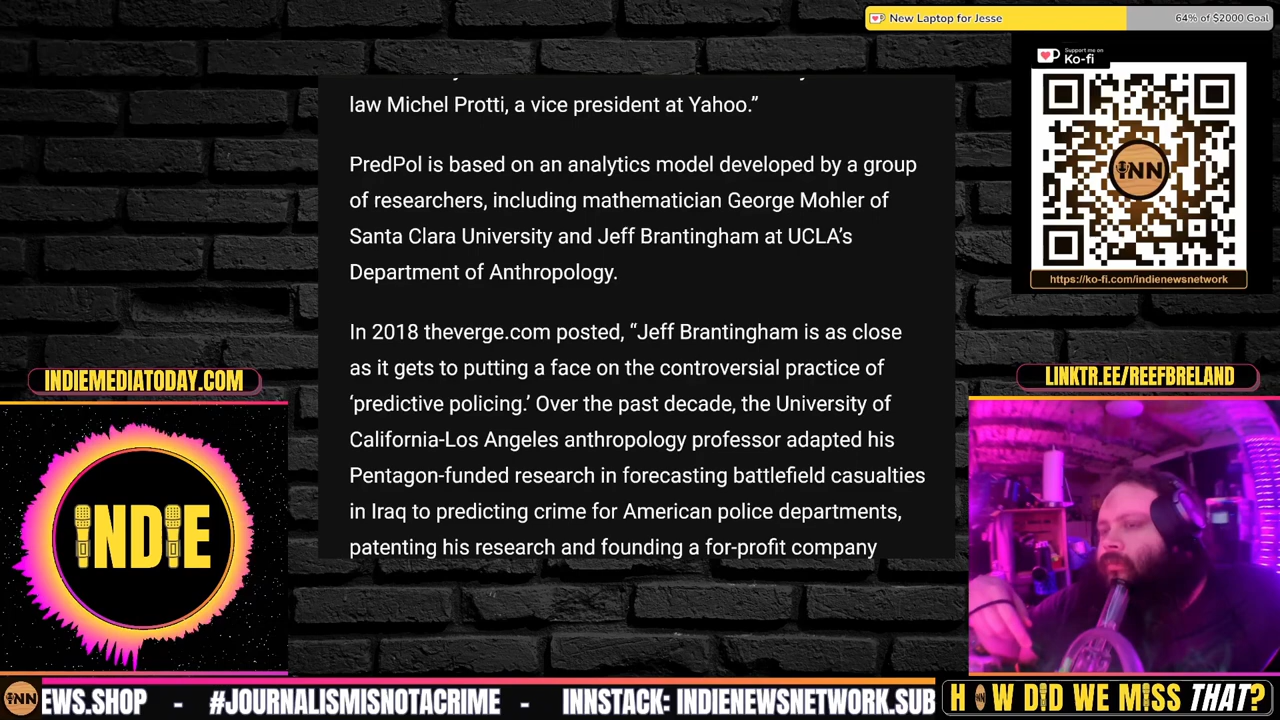 New Laptop for Jesse
64% of $2000 Goal
Support me on
Ko-fi
law Michel Protti, a vice president at Yahoo.”
PredPol is based on an analytics model developed by a group
of researchers, including mathematician George Mohler of
Santa Clara University and Jeff Brantingham at UCLA’s
Department of Anthropology.
In 2018 theverge.com posted, “Jeff Brantingham is as close
as it gets to putting a face on the controversial practice of
‘predictive policing.’ Over the past decade, the University of
California-Los Angeles anthropology professor adapted his
Pentagon-funded research in forecasting battlefield casualties
in Iraq to predicting crime for American police departments,
patenting his research and founding a for-profit company
iNN
https://ko-fi.com/indienewsnetwork
INDIEMEDIATODAY.COM
LINKTR.EE/REEFBRELAND
INDIE
iNN
EWS.SHOP - #JOURNALISMISNOTACRIME - INNSTACK: INDIENEWSNETWORK.SUB
HOW DID WE MISS THAT?